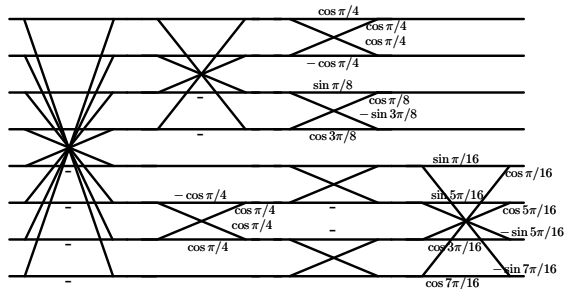 cos π/4
cos π/4
cos π/4
− cos π/4
sin π/8
-
cos π/8
− sin 3π/8
-
cos 3π/8
sin π/16
-
cos π/16
− cos π/4
sin 5π/16
-
cos π/4
-
cos 5π/16
cos π/4
-
− sin 5π/16
-
cos π/4
cos 3π/16
− sin 7π/16
-
cos 7π/16